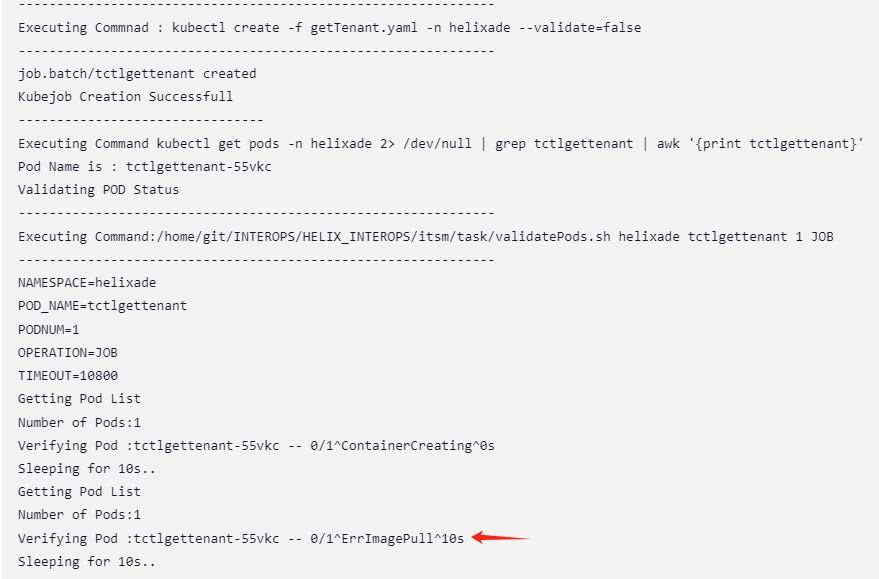 --------------------------------------------------------------
Executing Commnad : kubectl create -f getTenant.yaml -n helixade --validate=false
--------------------------------------------------------------
job.batch/tctlgettenant created
Kubejob Creation Successfull
--------------------------------
Executing Command kubectl get pods -n helixade 2> /dev/null | grep tctlgettenant | awk '{print tctlgettenant}'
Pod Name is : tctlgettenant-55vkc
Validating POD Status
--------------------------------------------------------------
Executing Command:/home/git/INTEROPS/HELIX_INTEROPS/itsm/task/validatePods.sh helixade tctlgettenant 1 JOB
--------------------------------------------------------------
NAMESPACE=helixade
POD_NAME=tctlgettenant
PODNUM=1
OPERATION=JOB
TIMEOUT=10800
Getting Pod List
Number of Pods:1
Verifying Pod :tctlgettenant-55vkc -- 0/1^ContainerCreating^0s
Sleeping for 10s..
Getting Pod List
Number of Pods:1
Verifying Pod :tctlgettenant-55vkc -- 0/1^ErrImagePull^10s
Sleeping for 10s..